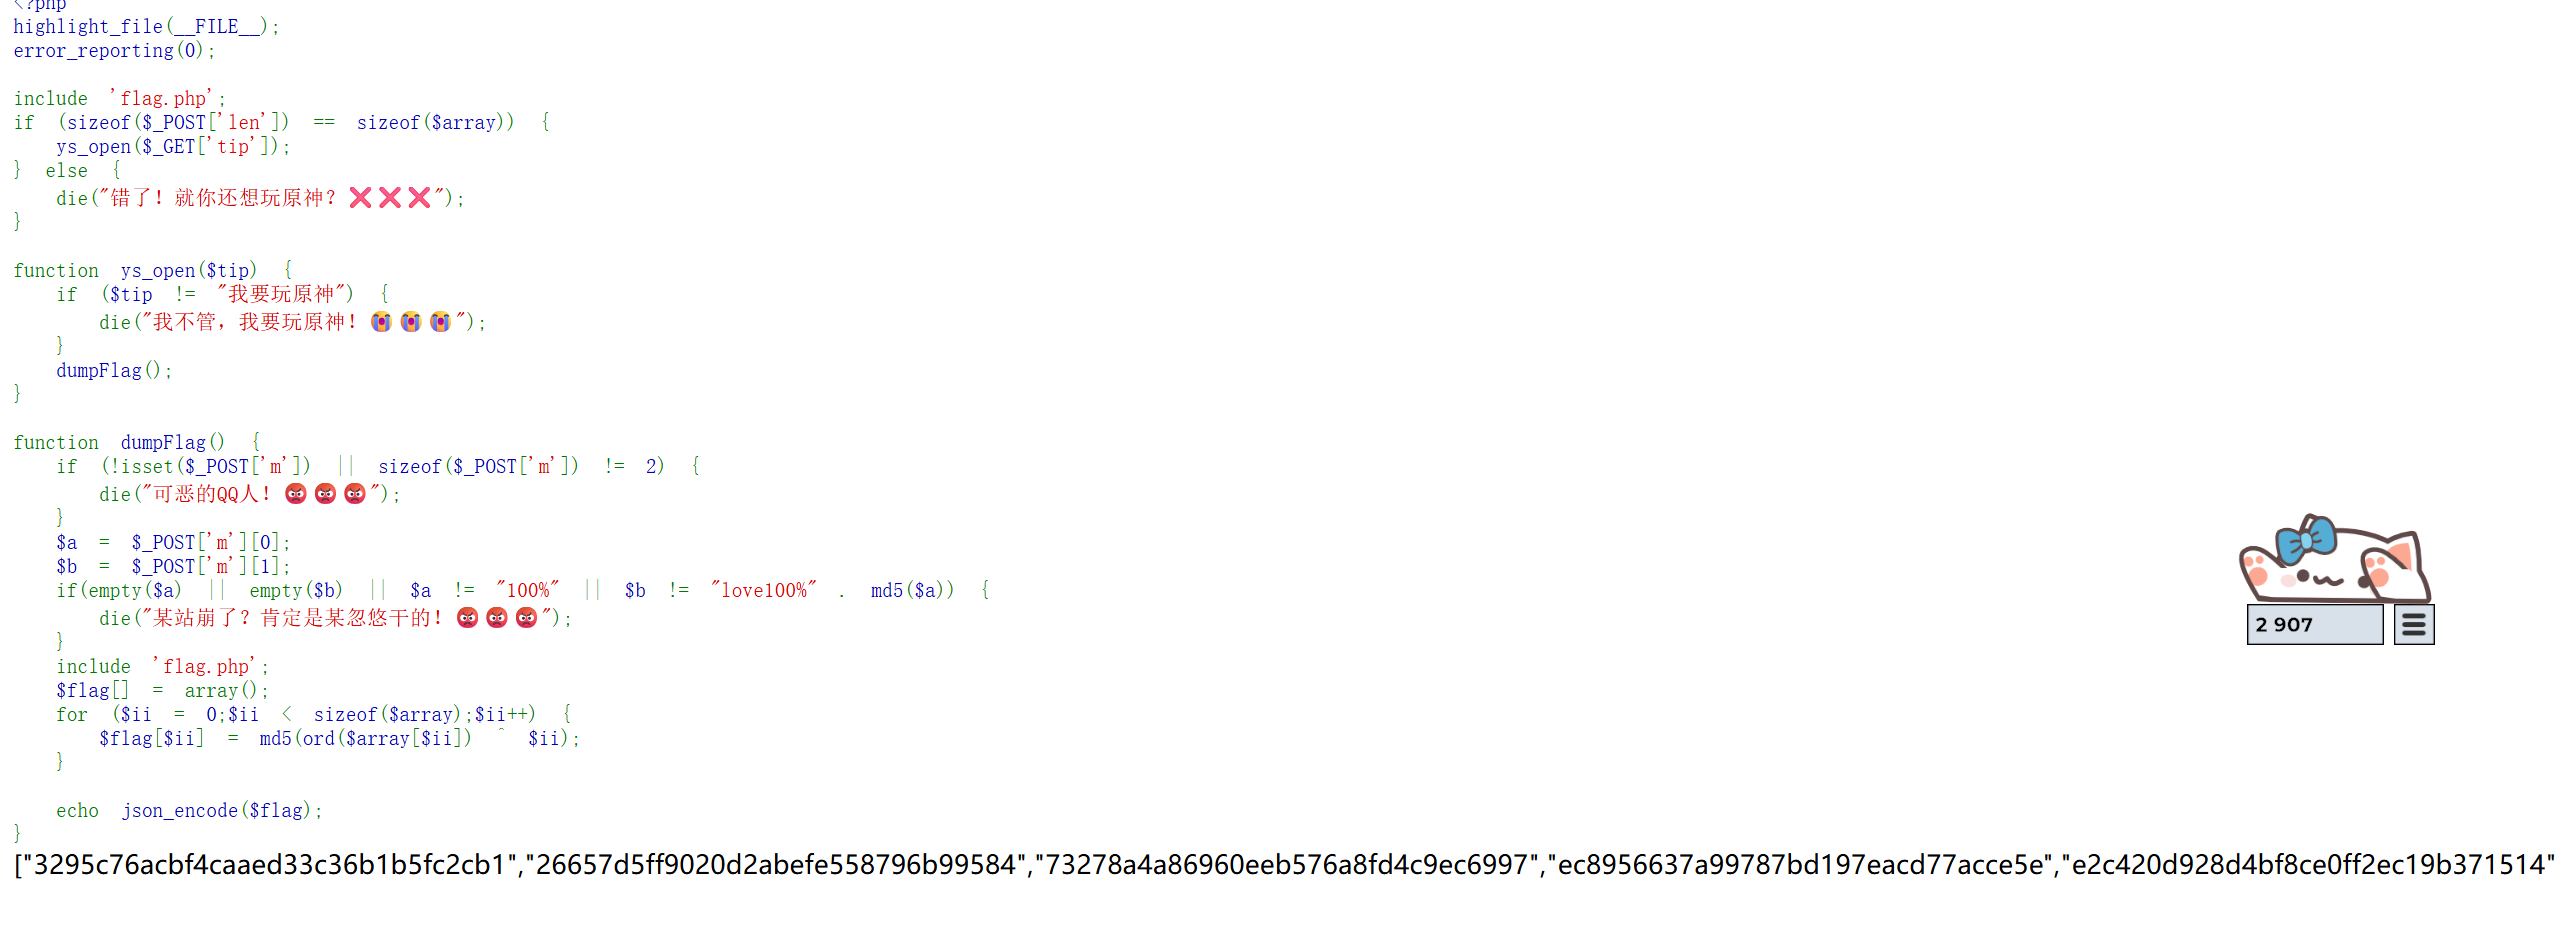 <?php
highlight_file(__FILE__);
error_reporting(0);
include 'flag.php';
if (sizeof($_POST['len']) == sizeof($array)) {
ys_open($_GET['tip']);
} else {
die("错了！就你还想玩原神？❌❌❌");
}
function ys_open($tip) {
if ($tip != "我要玩原神") {
die("我不管，我要玩原神！😭😭😭");
}
dumpFlag();
}
function dumpFlag() {
if (!isset($_POST['m']) || sizeof($_POST['m']) != 2) {
die("可恶的QQ人！😡😡😡");
}
$a = $_POST['m'][0];
$b = $_POST['m'][1];
if(empty($a) || empty($b) || $a != "100%" || $b != "love100%" . md5($a)) {
die("某站崩了？肯定是某忽悠干的！😡😡😡");
}
include 'flag.php';
$flag[] = array();
for ($ii = 0;$ii < sizeof($array);$ii++) {
$flag[$ii] = md5(ord($array[$ii]) ^ $ii);
}
echo json_encode($flag);
}
["3295c76acbf4caaed33c36b1b5fc2cb1","26657d5ff9020d2abefe558796b99584","73278a4a86960eeb576a8fd4c9ec6997","ec8956637a99787bd197eacd77acce5e","e2c420d928d4bf8ce0ff2ec19b371514"
2 907